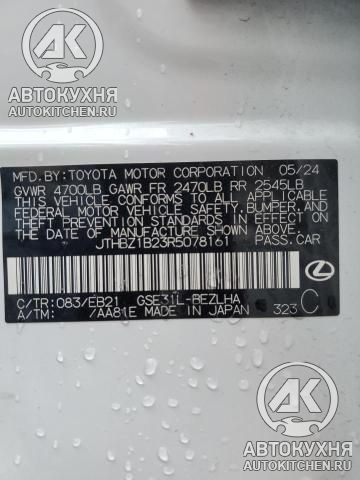 АК
АВТОКУХНЯ
AVTOKYXNYA.RU
MFD.BY:TOYOTA MOTOR CORPORATION 05/24
GVWR 4700LB GAWR FR 2470LB RR 2545LB
THIS VEHICLE CONFORMS TO ALL APPLICABLE
FEDERAL MOTOR VEHICLE SAFETY,BUMPER,AND
THEFT PREVENTION STANDARDS IN EFFECT
ON THE DATE OF MANUFACTURE SHOWN ABOVE.
JTHBZ1B23R5078161 PASS.CAR
C/TR:083/EB21 GSE31L-BEZLHA
A/TM: /AA81E MADE IN JAPAN 323 C
АК
АВТОКУХНЯ
AVTOKYXNYA.RU